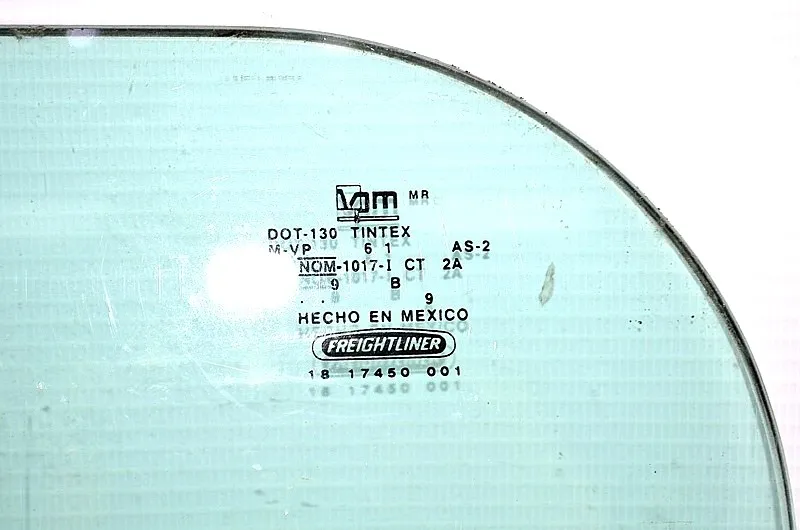 vpm MR
DOT-130 TINTEX
M-VP 6 1 AS-2
NOM-1017-I CT 2A
9 B
. . 9
HECHO EN MEXICO
FREIGHTLINER
18 17450 001